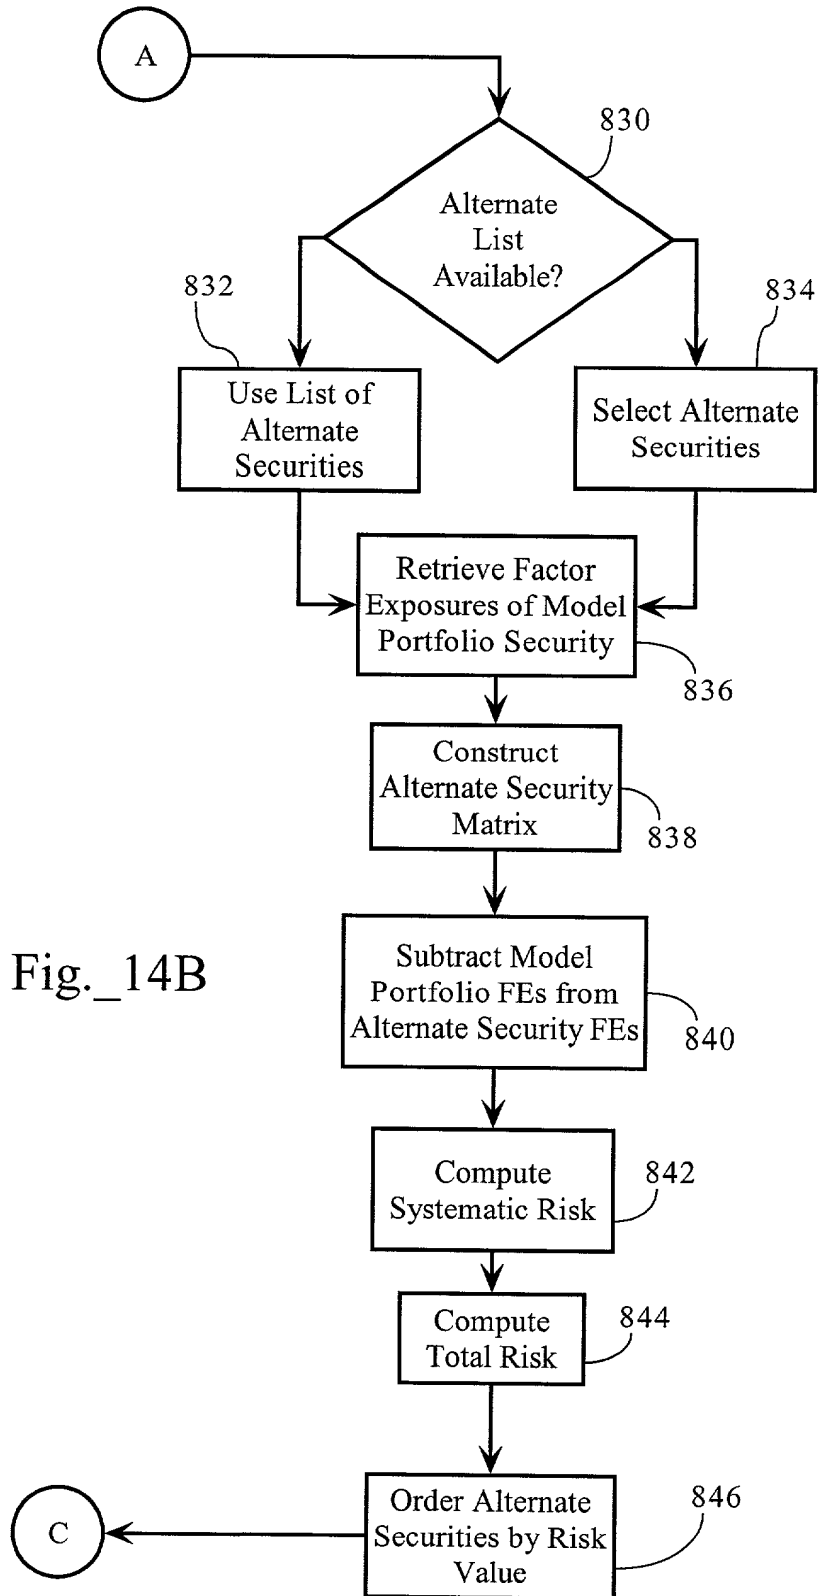 A
830
Alternate
List
Available?
832
834
Use List of
Alternate
Securities
Select Alternate
Securities
Retrieve Factor
Exposures of Model
Portfolio Security
836
Construct
Alternate Security
Matrix
838
Fig._14B
Subtract Model
Portfolio FEs from
Alternate Security FEs
840
Compute
Systematic Risk
842
Compute
Total Risk
844
Order Alternate
Securities by Risk
Value
846
C